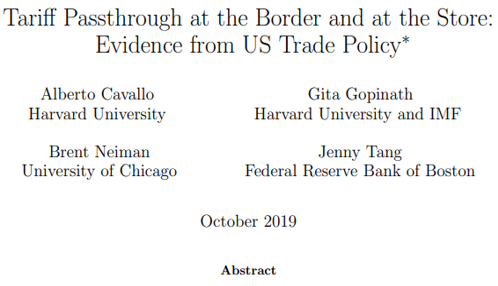 Tariff Passthrough at the Border and at the Store:
Evidence from US Trade Policy*
Alberto Cavallo
Harvard University
Gita Gopinath
Harvard University and IMF
Brent Neiman
University of Chicago
Jenny Tang
Federal Reserve Bank of Boston
October 2019
Abstract